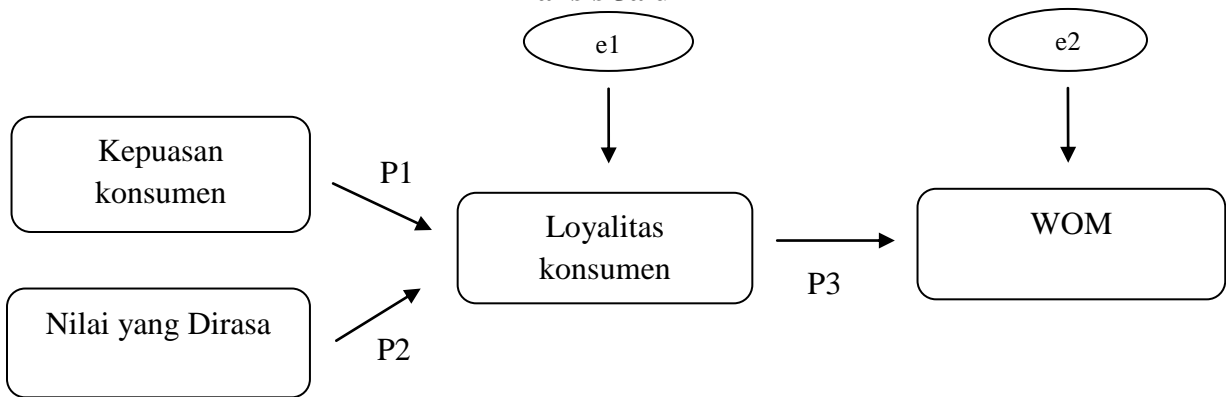 e1
e2
Kepuasan
konsumen
P1
Loyalitas
konsumen
WOM
P3
Nilai yang Dirasa
P2